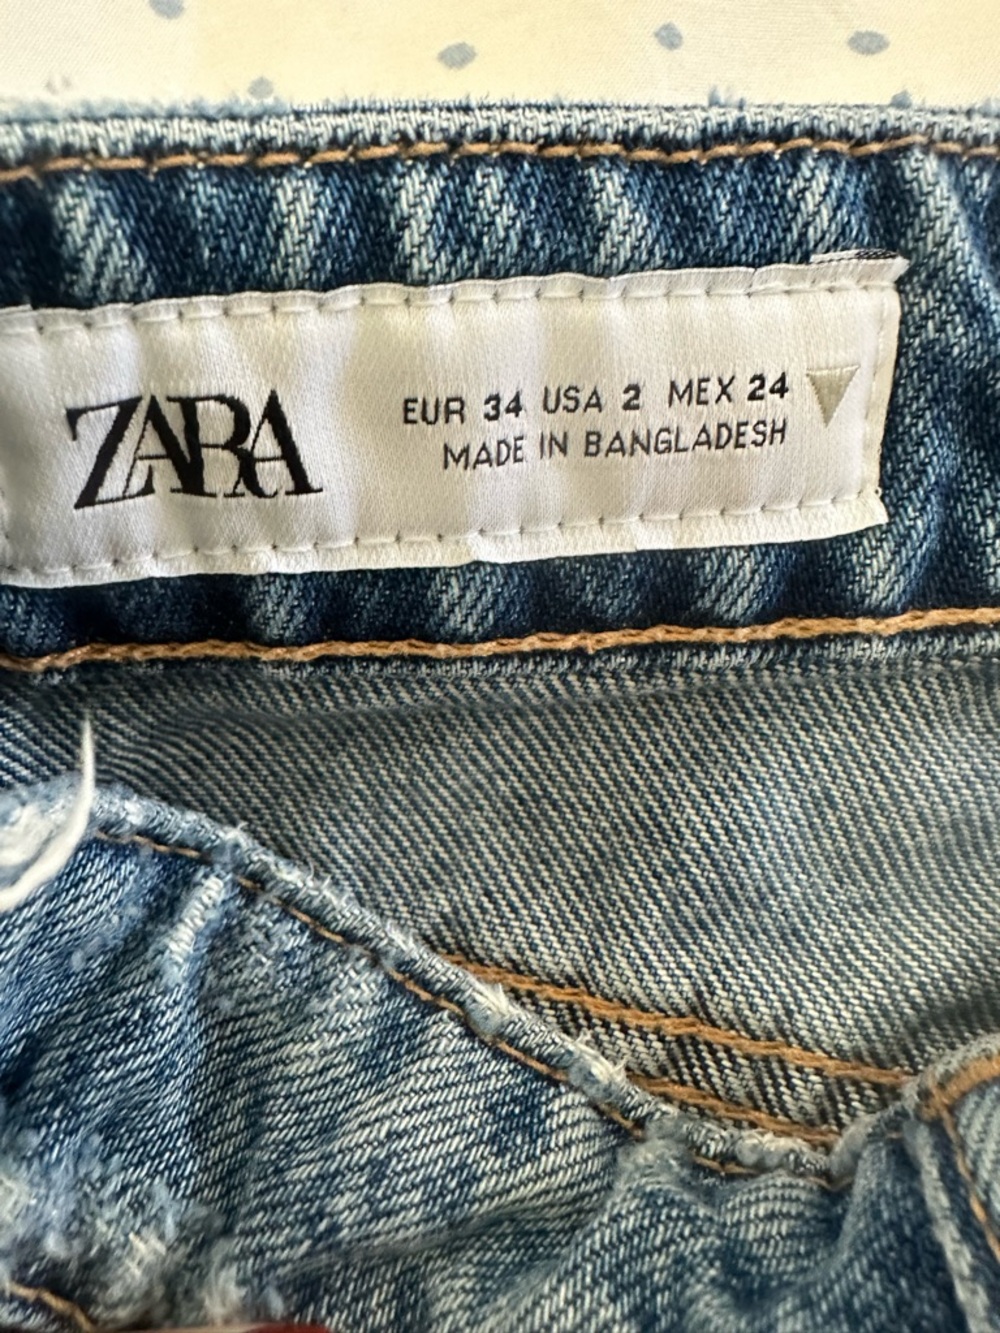 ZARA
EUR 34 USA 2 MEX 24
MADE IN BANGLADESH